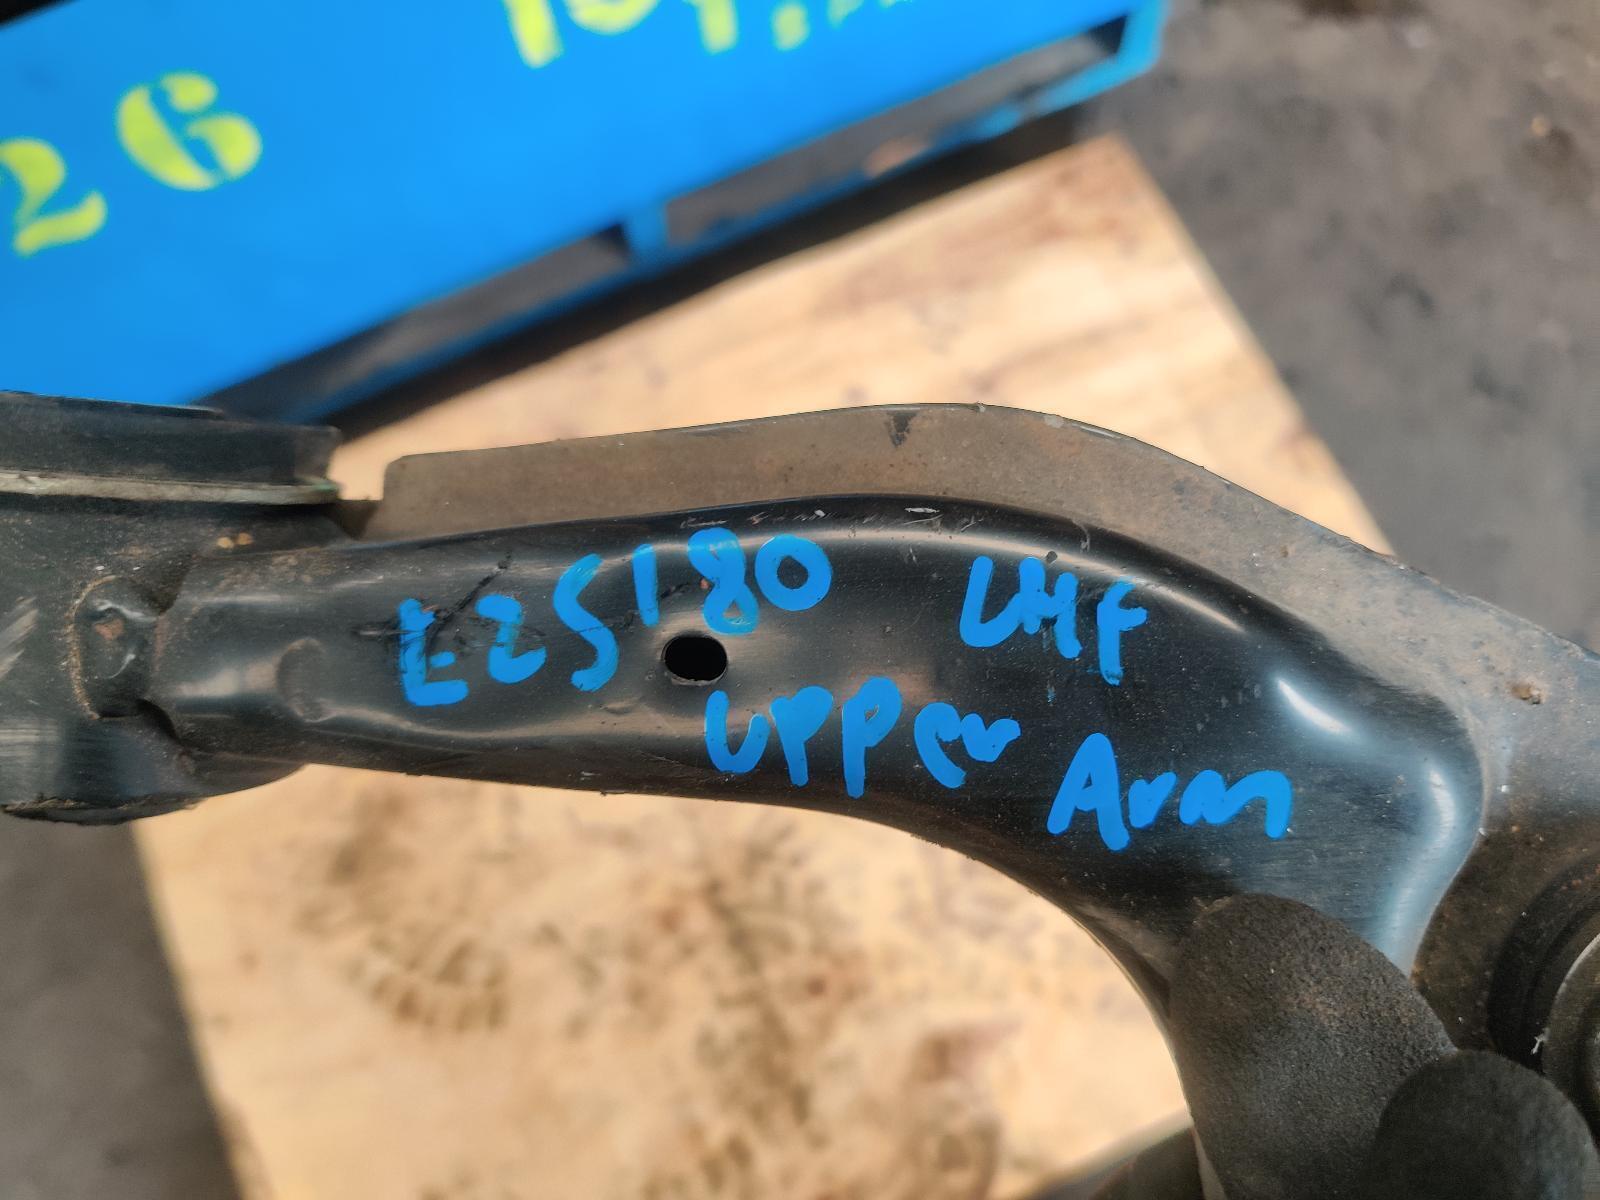 26
E25180 LHF
Upper Arm